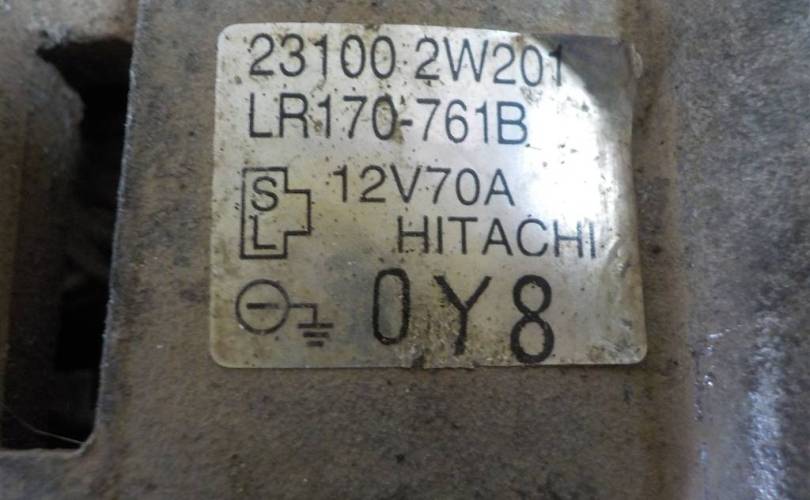 23100 2W201
LR170-761B
S 12V70A
L HITACHI
0Y8